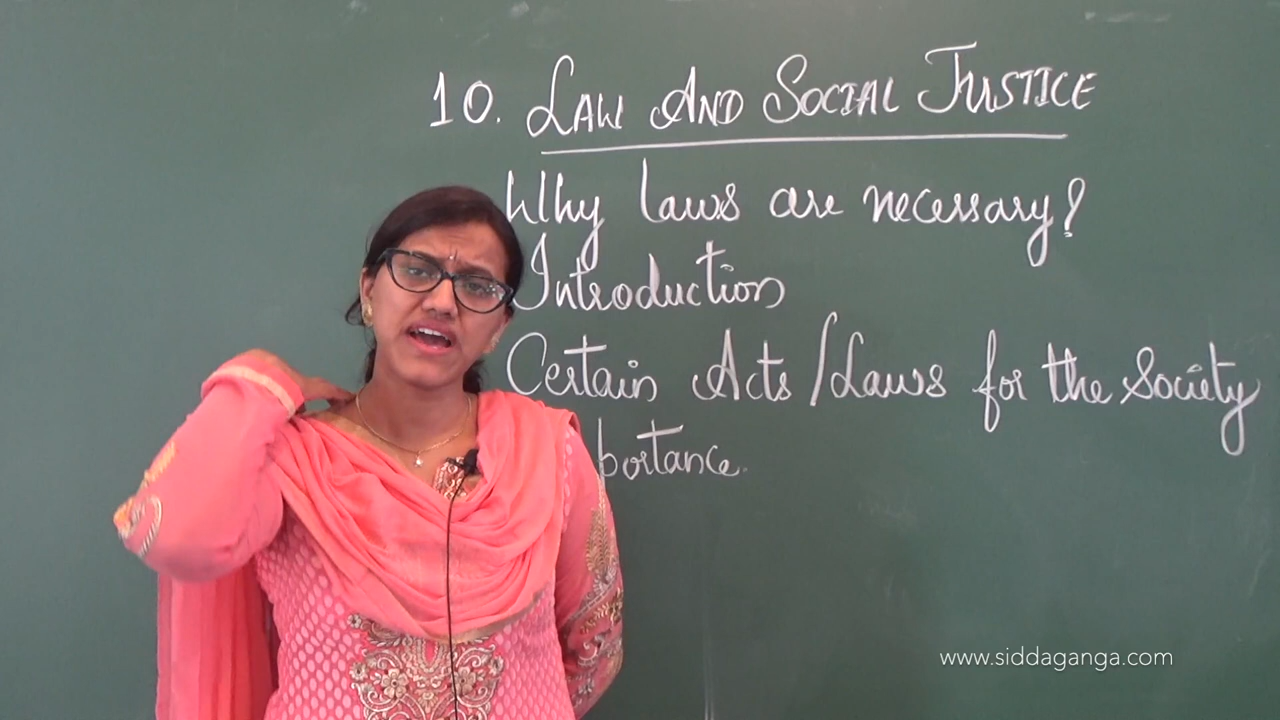 10. LAW AND SOCIAL JUSTICE
Why laws are necessary?
Introduction
Certain Acts/Laws for the Society
portance.
www.siddaganga.com